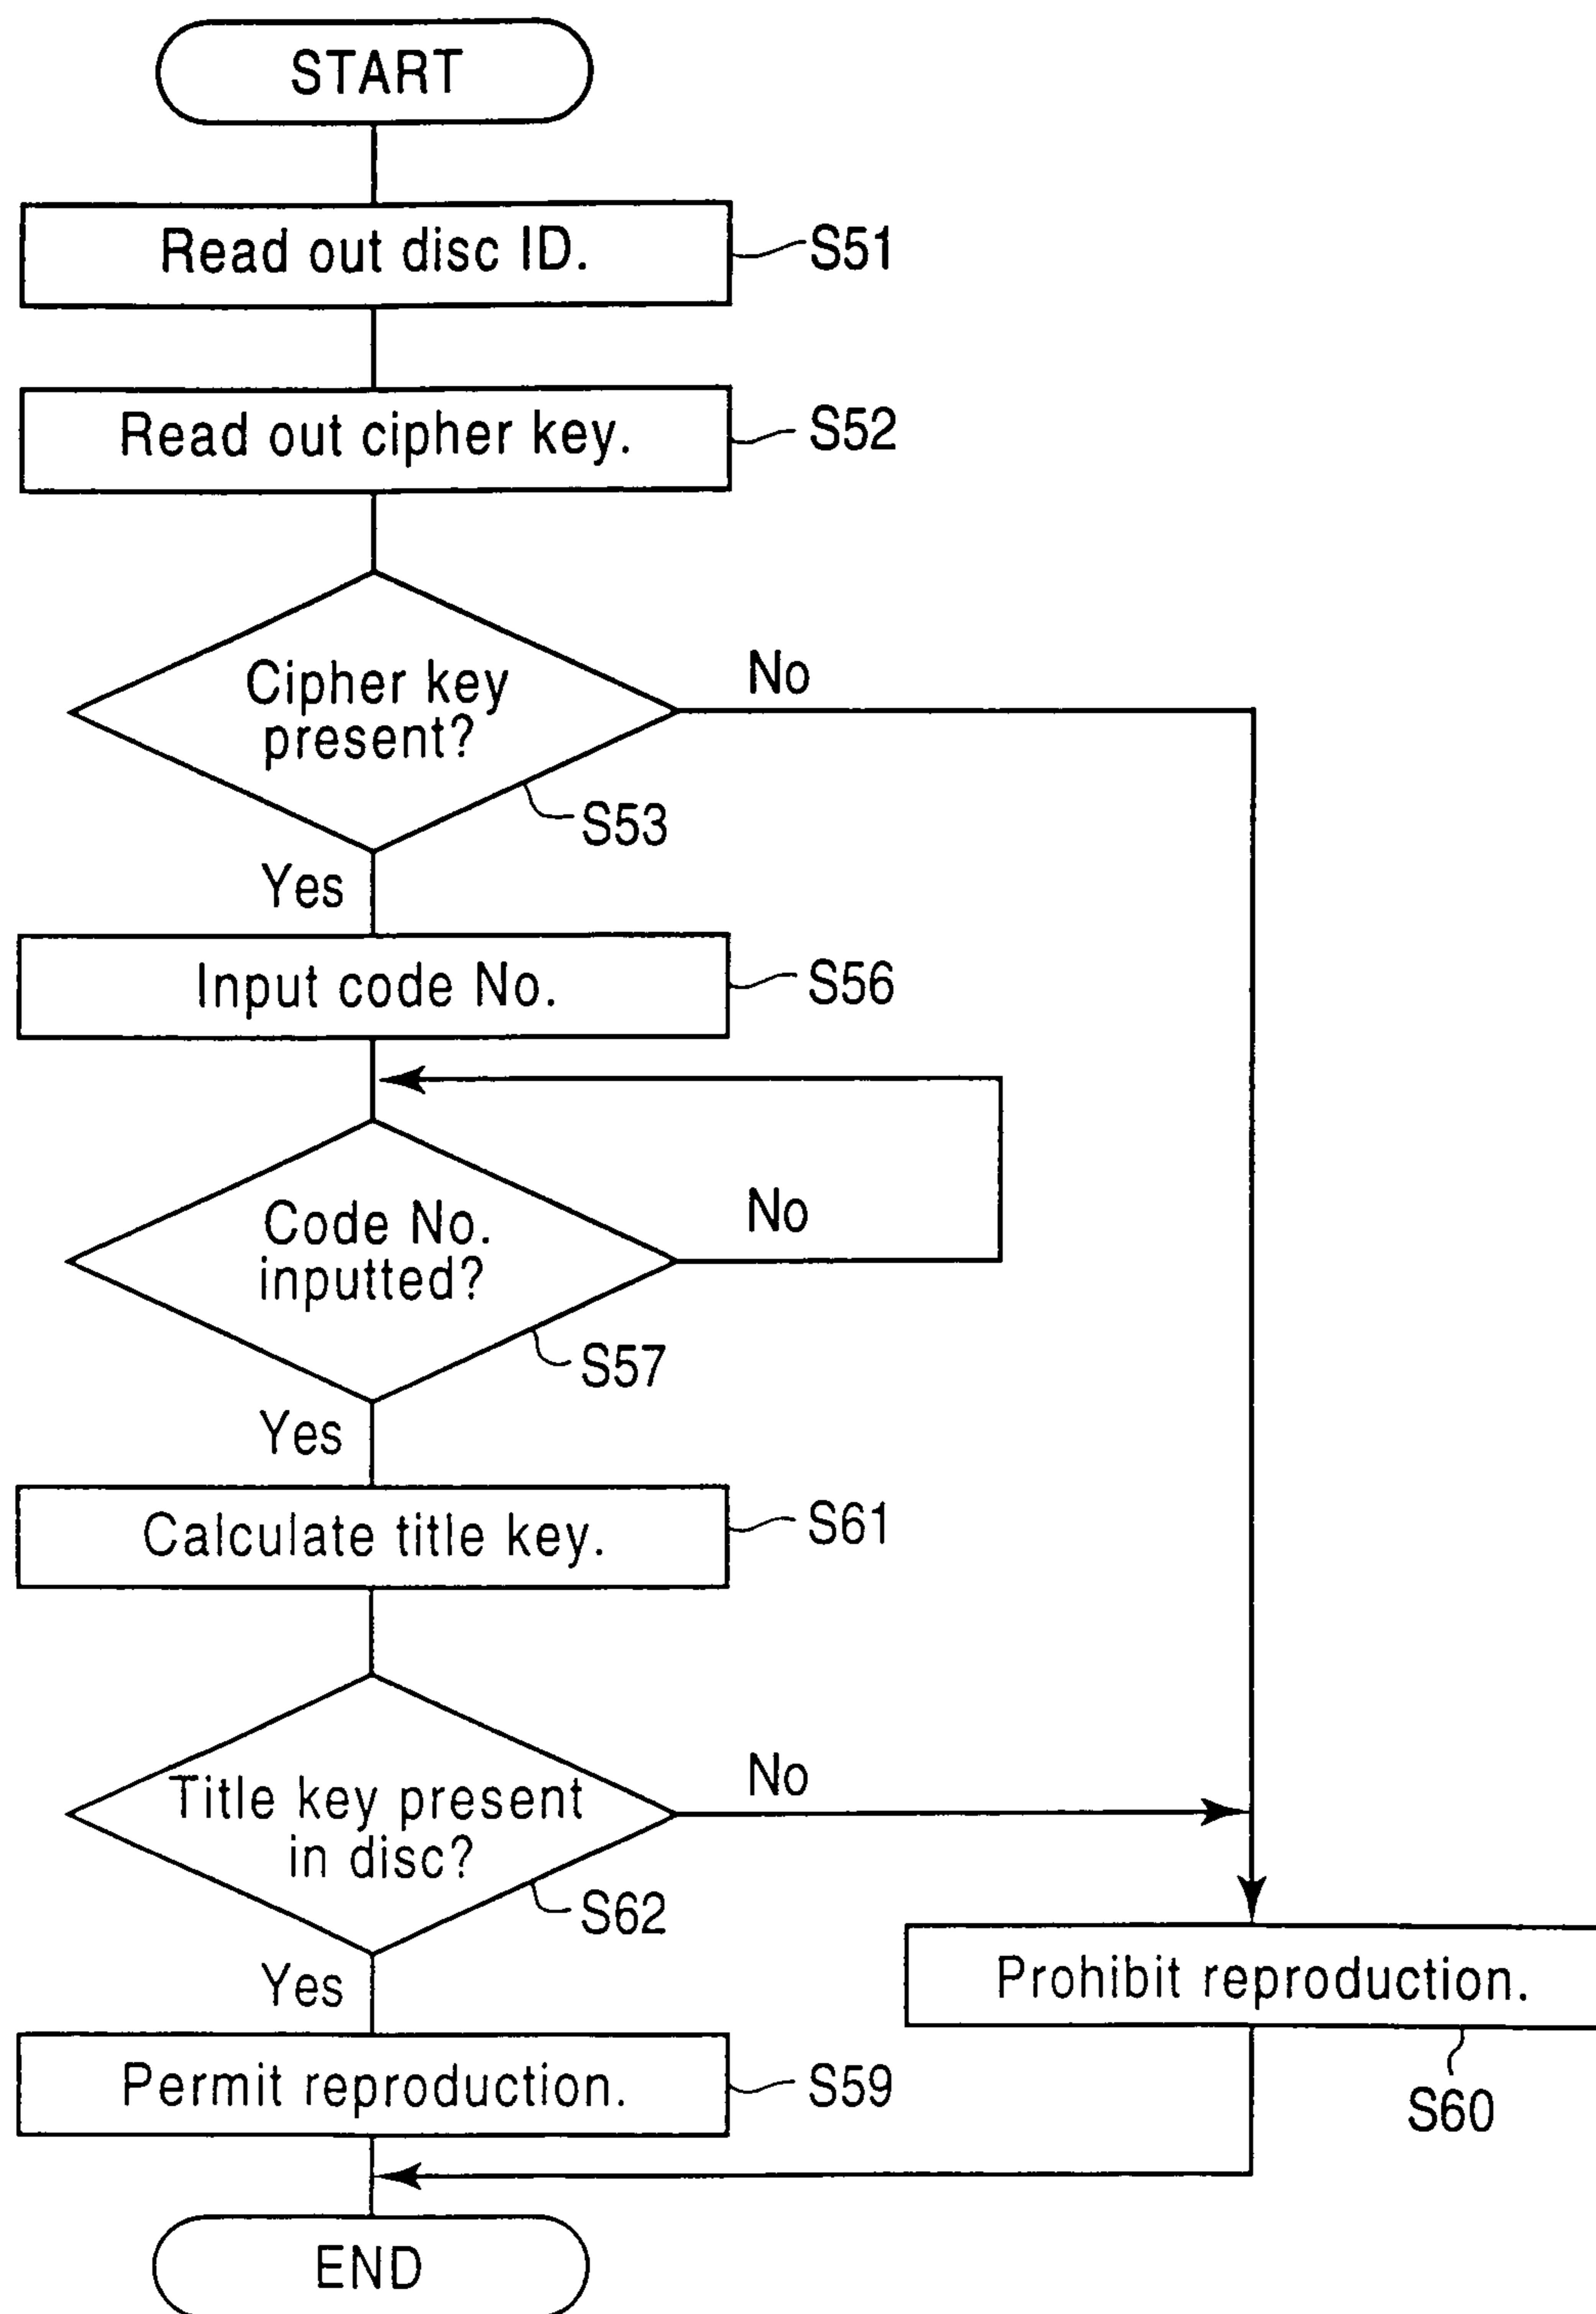 START
Read out disc ID.
S51
Read out cipher key.
S52
Cipher key
present?
No
S53
Yes
Input code No.
S56
Code No.
inputted?
No
S57
Yes
Calculate title key.
S61
Title key present
in disc?
No
S62
Yes
Prohibit reproduction.
S60
Permit reproduction.
S59
END